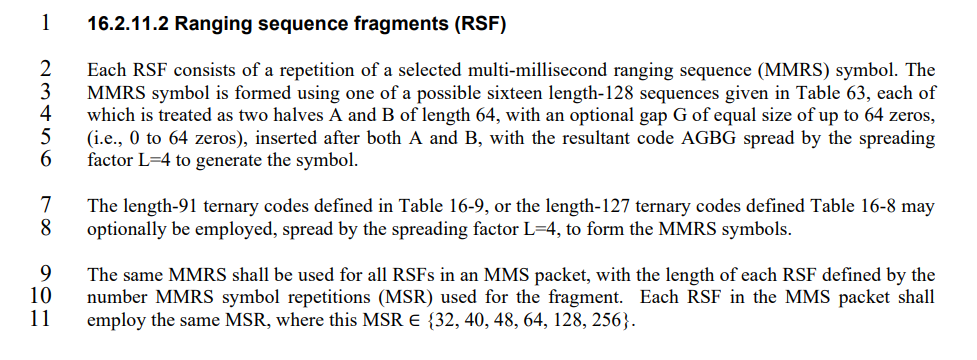 1 16.2.11.2 Ranging sequence fragments (RSF)
2 Each RSF consists of a repetition of a selected multi-millisecond ranging sequence (MMRS) symbol. The
3 MMRS symbol is formed using one of a possible sixteen length-128 sequences given in Table 63, each of
4 which is treated as two halves A and B of length 64, with an optional gap G of equal size of up to 64 zeros,
5 (i.e., 0 to 64 zeros), inserted after both A and B, with the resultant code AGBG spread by the spreading
6 factor L=4 to generate the symbol.
7 The length-91 ternary codes defined in Table 16-9, or the length-127 ternary codes defined Table 16-8 may
8 optionally be employed, spread by the spreading factor L=4, to form the MMRS symbols.
9 The same MMRS shall be used for all RSFs in an MMS packet, with the length of each RSF defined by the
10 number MMRS symbol repetitions (MSR) used for the fragment. Each RSF in the MMS packet shall
11 employ the same MSR, where this MSR ∈ {32, 40, 48, 64, 128, 256}.